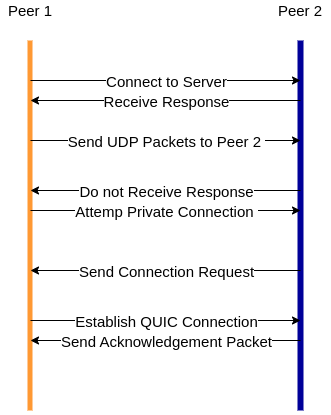 Peer 1
Peer 2
Connect to Server
Receive Response
Send UDP Packets to Peer 2
Do not Receive Response
Attemp Private Connection
Send Connection Request
Establish QUIC Connection
Send Acknowledgement Packet